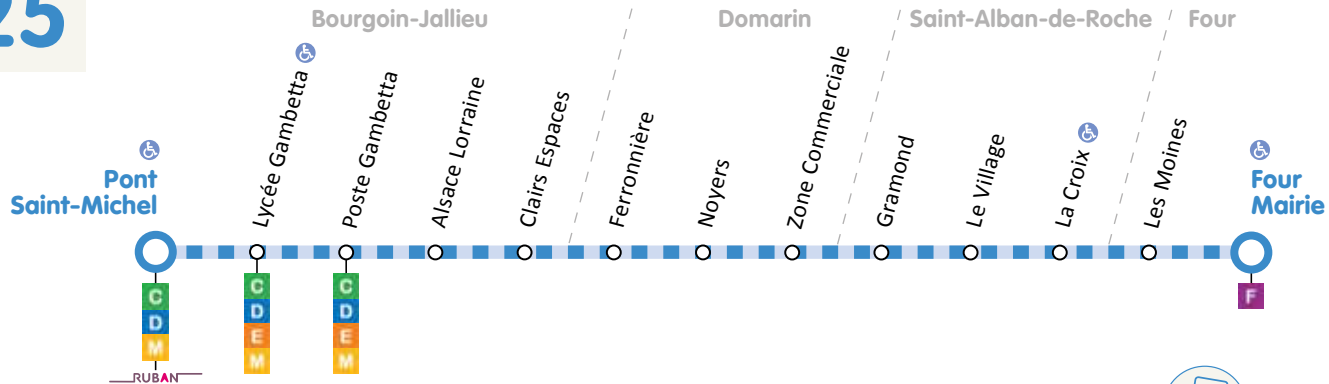 25
Bourgoin-Jallieu
Domarin
Saint-Alban-de-Roche
Four
Pont
Saint-Michel
Lycée Gambetta
Poste Gambetta
Alsace Lorraine
Clairs Espaces
Ferronnière
Noyers
Zone Commerciale
Gramond
Le Village
La Croix
Les Moines
Four
Mairie
C
D
M
RUBAN
C
D
E
M
C
D
E
M
F